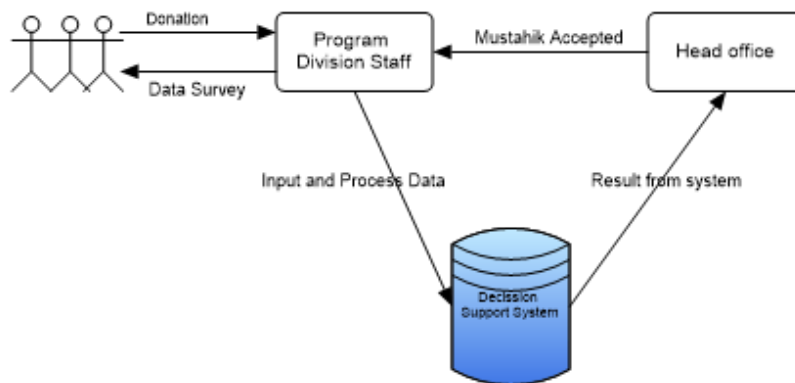 Donation
Program
Division Staff
Mustahik Accepted
Head office
Data Survey
Input and Process Data
Result from system
Decission
Support System